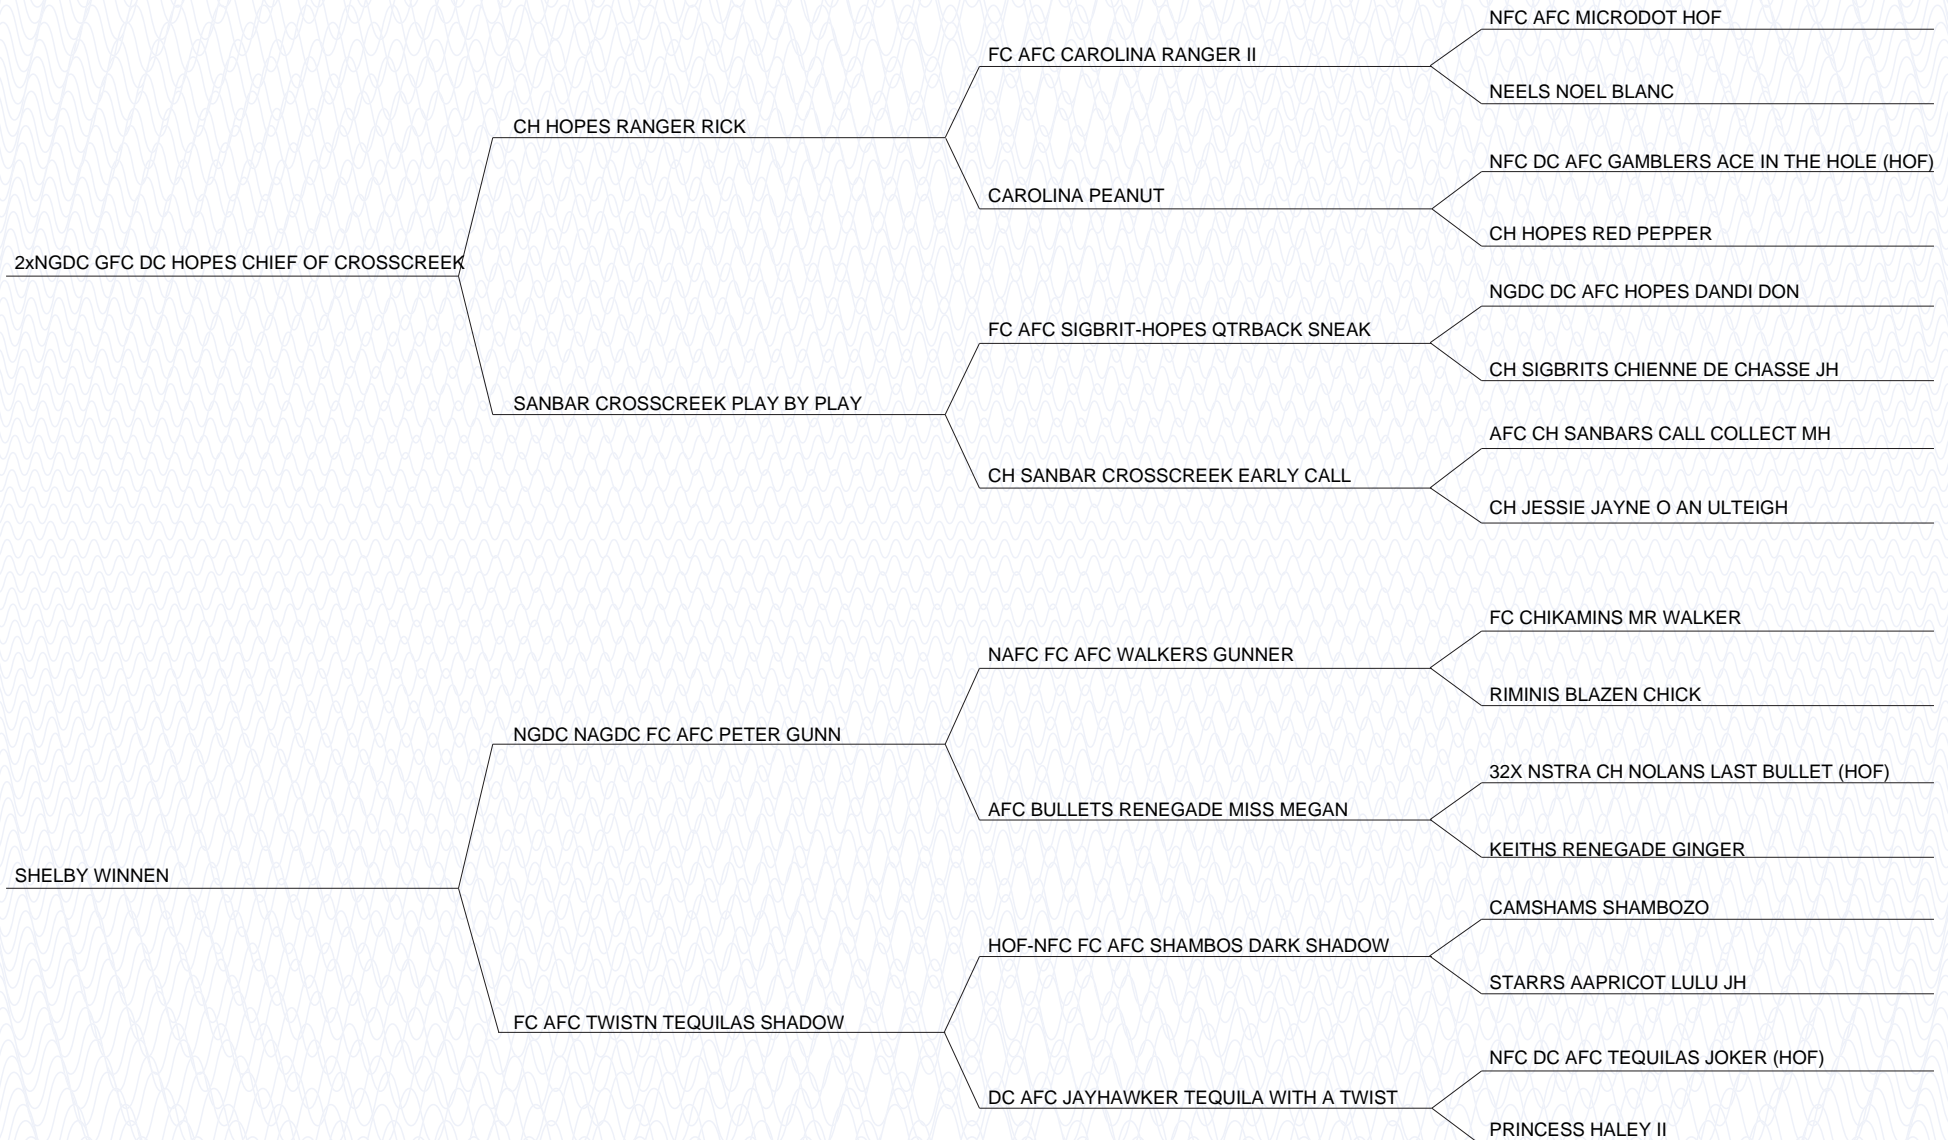 NFC AFC MICRODOT HOF
FC AFC CAROLINA RANGER II
NEELS NOEL BLANC
CH HOPES RANGER RICK
NFC DC AFC GAMBLERS ACE IN THE HOLE (HOF)
CAROLINA PEANUT
CH HOPES RED PEPPER
2xNGDC GFC DC HOPES CHIEF OF CROSSCREEK
NGDC DC AFC HOPES DANDI DON
FC AFC SIGBRIT-HOPES QTRBACK SNEAK
CH SIGBRITS CHIENNE DE CHASSE JH
SANBAR CROSSCREEK PLAY BY PLAY
AFC CH SANBARS CALL COLLECT MH
CH SANBAR CROSSCREEK EARLY CALL
CH JESSIE JAYNE O AN ULTEIGH
FC CHIKAMINS MR WALKER
NAFC FC AFC WALKERS GUNNER
RIMINIS BLAZEN CHICK
NGDC NAGDC FC AFC PETER GUNN
32X NSTRA CH NOLANS LAST BULLET (HOF)
AFC BULLETS RENEGADE MISS MEGAN
KEITHS RENEGADE GINGER
SHELBY WINNEN
CAMSHAMS SHAMBOZO
HOF-NFC FC AFC SHAMBOS DARK SHADOW
STARRS AAPRICOT LULU JH
FC AFC TWISTN TEQUILAS SHADOW
NFC DC AFC TEQUILAS JOKER (HOF)
DC AFC JAYHAWKER TEQUILA WITH A TWIST
PRINCESS HALEY II